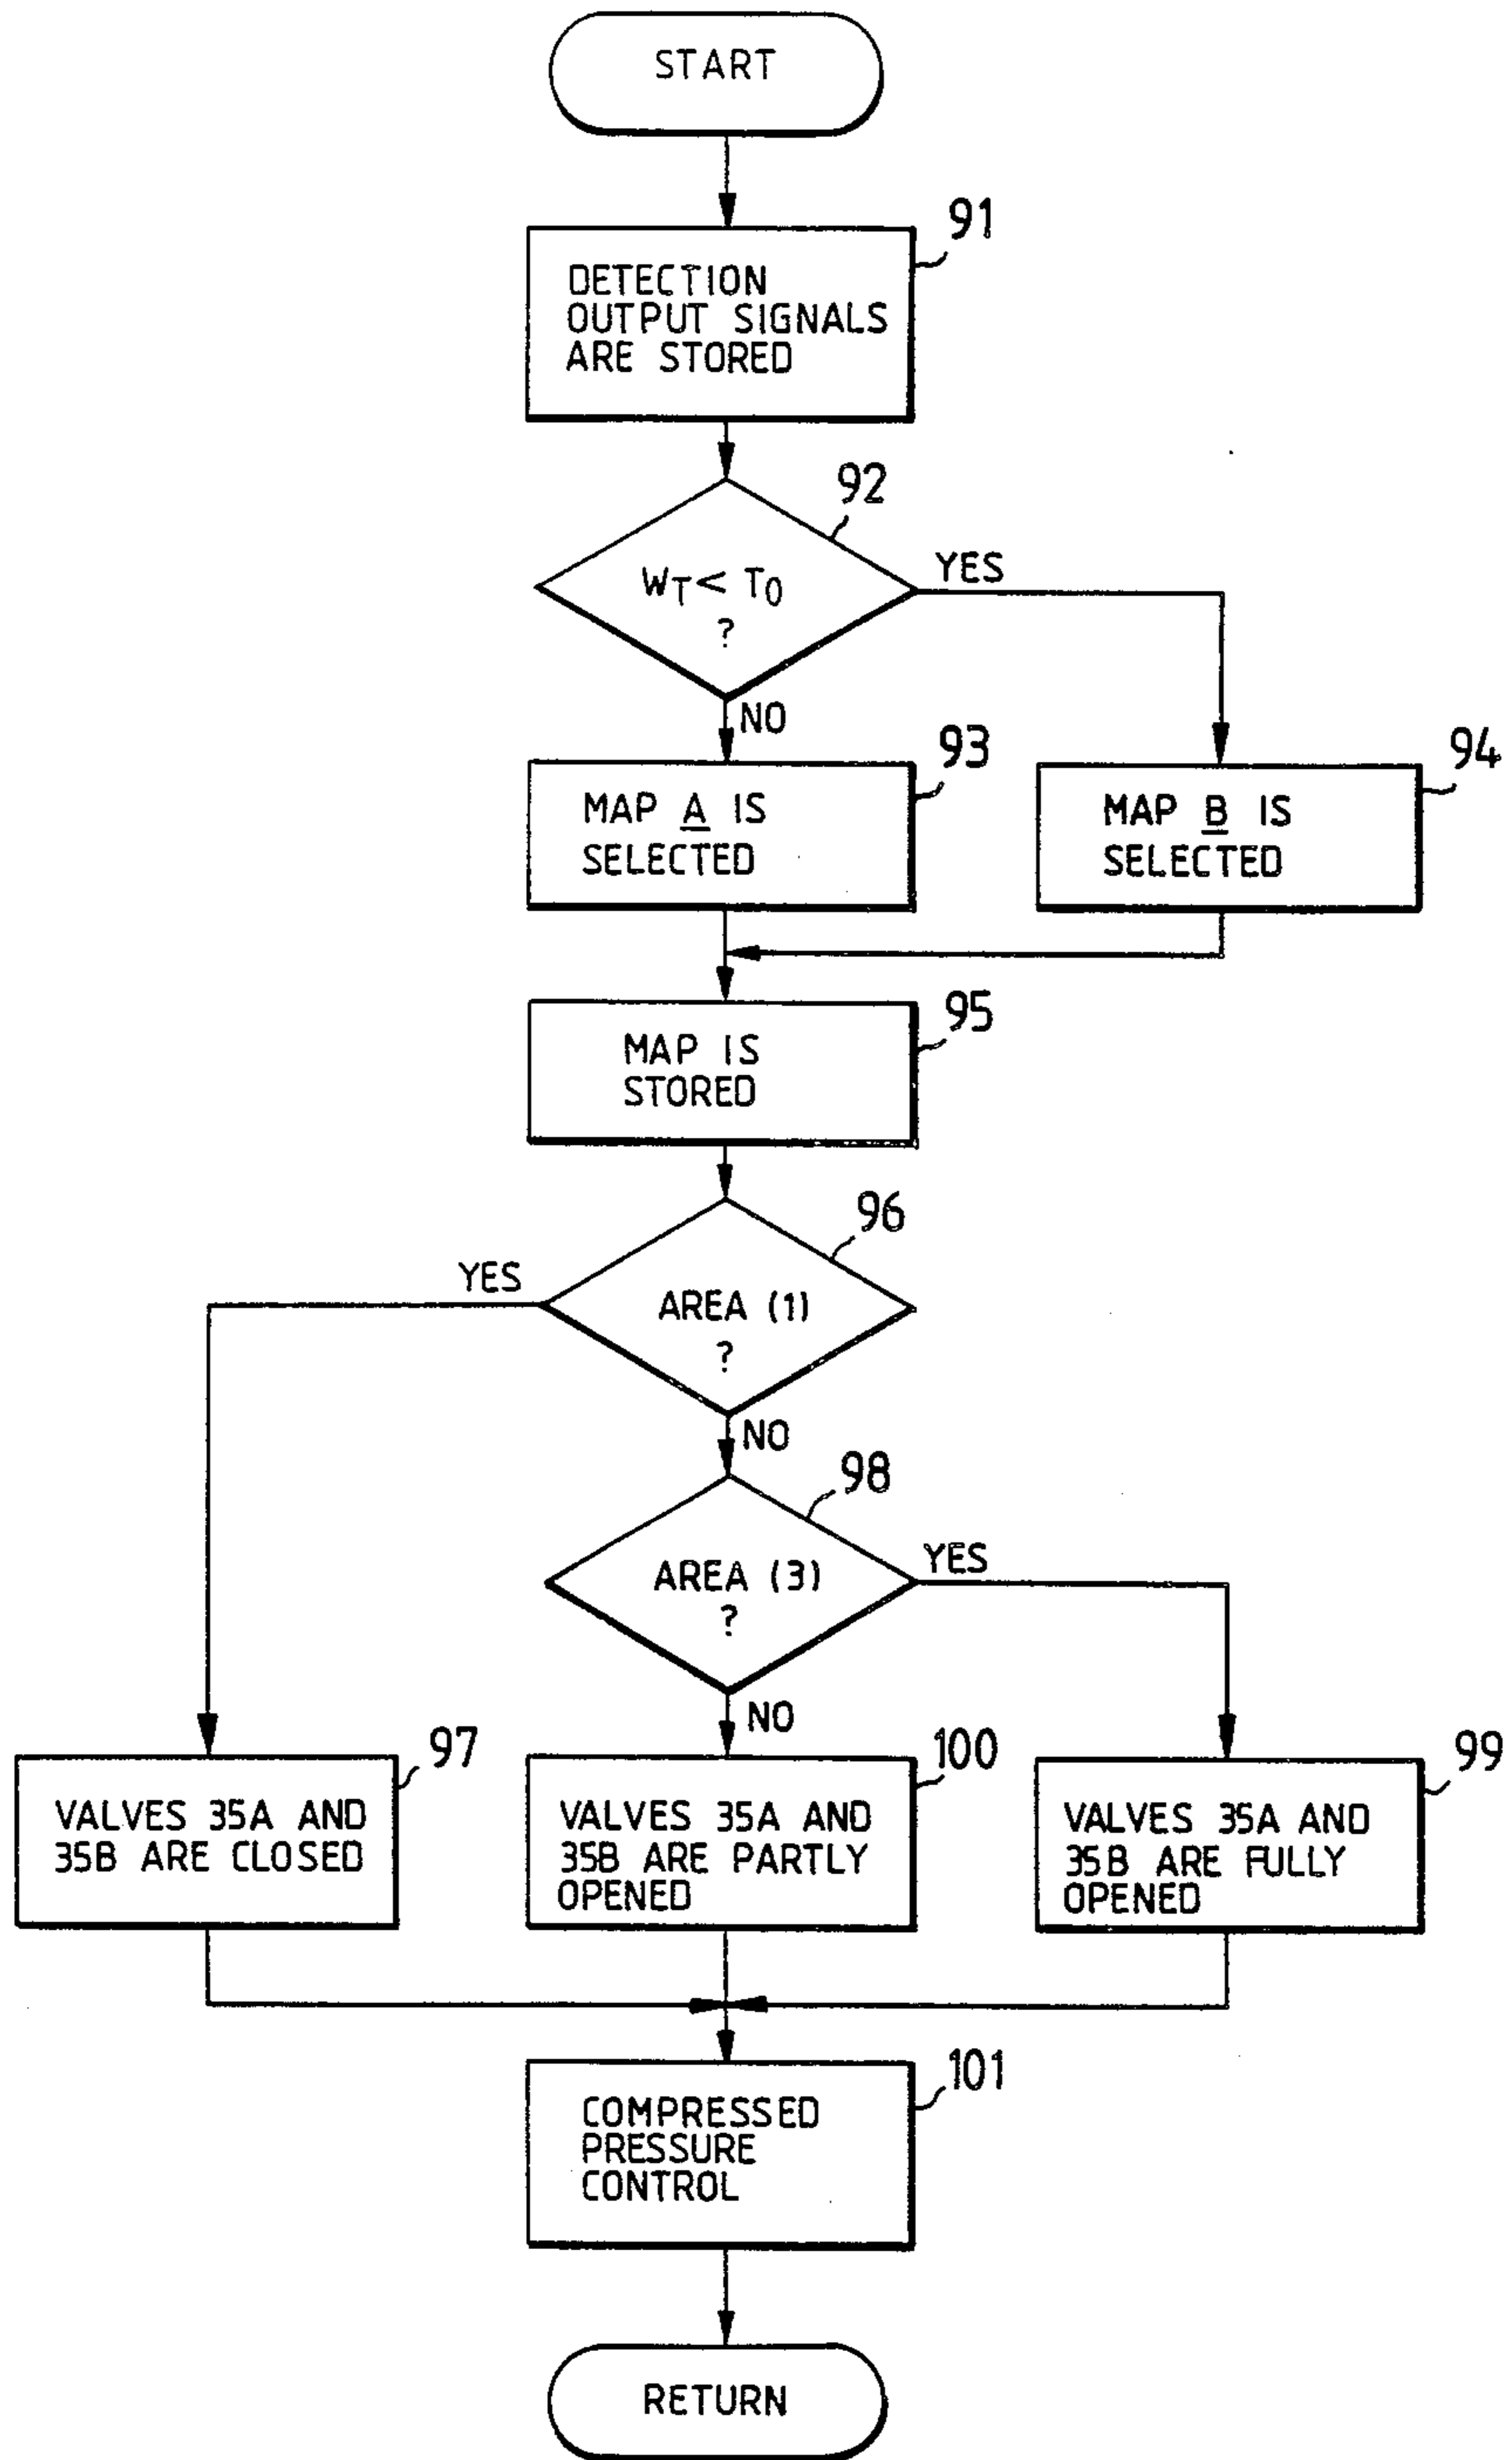 START
91
DETECTION
OUTPUT SIGNALS
ARE STORED
92
WT < T0
?
YES
NO
93
MAP A IS
SELECTED
94
MAP B IS
SELECTED
95
MAP IS
STORED
96
YES
AREA (1)
?
NO
98
AREA (3)
?
YES
NO
97
VALVES 35A AND
35B ARE CLOSED
100
VALVES 35A AND
35B ARE PARTLY
OPENED
99
VALVES 35A AND
35B ARE FULLY
OPENED
101
COMPRESSED
PRESSURE
CONTROL
RETURN